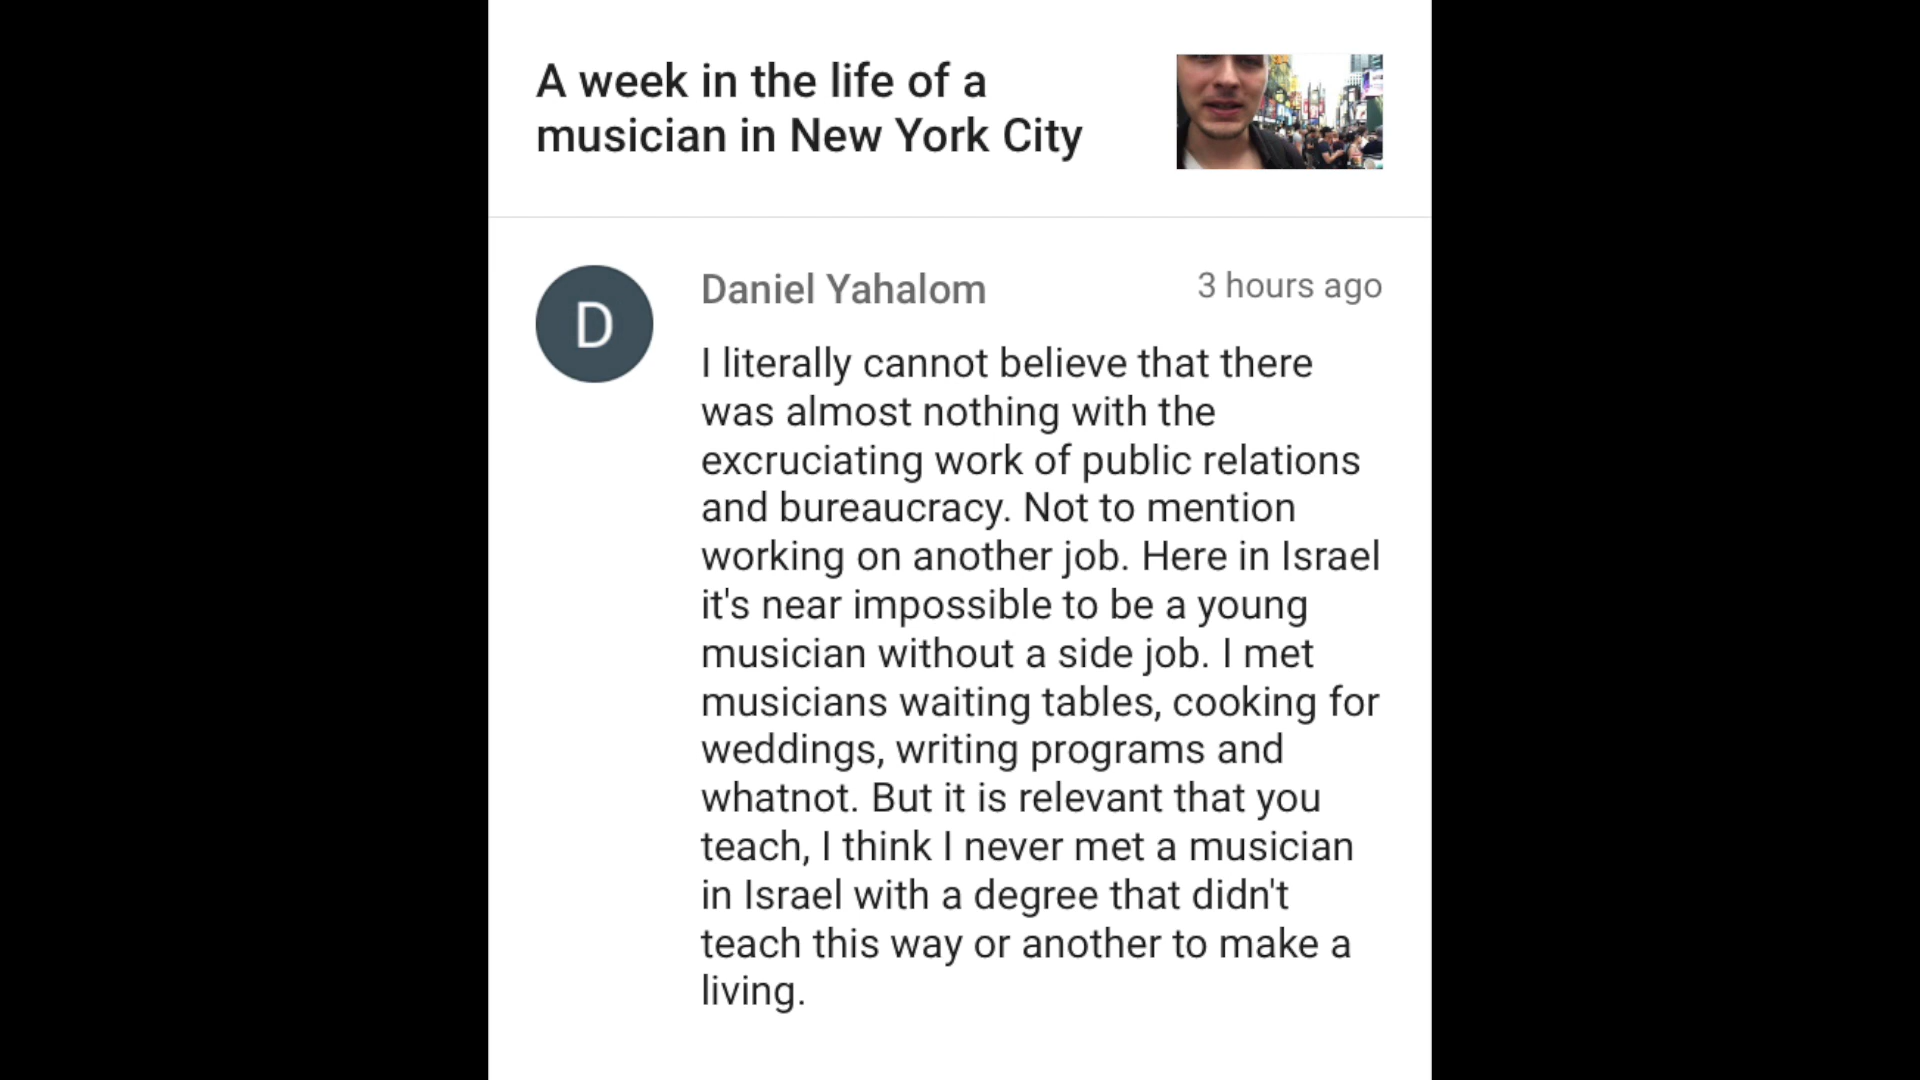 A week in the life of a
musician in New York City
D
Daniel Yahalom
3 hours ago
I literally cannot believe that there
was almost nothing with the
excruciating work of public relations
and bureaucracy. Not to mention
working on another job. Here in Israel
it's near impossible to be a young
musician without a side job. I met
musicians waiting tables, cooking for
weddings, writing programs and
whatnot. But it is relevant that you
teach, I think I never met a musician
in Israel with a degree that didn't
teach this way or another to make a
living.